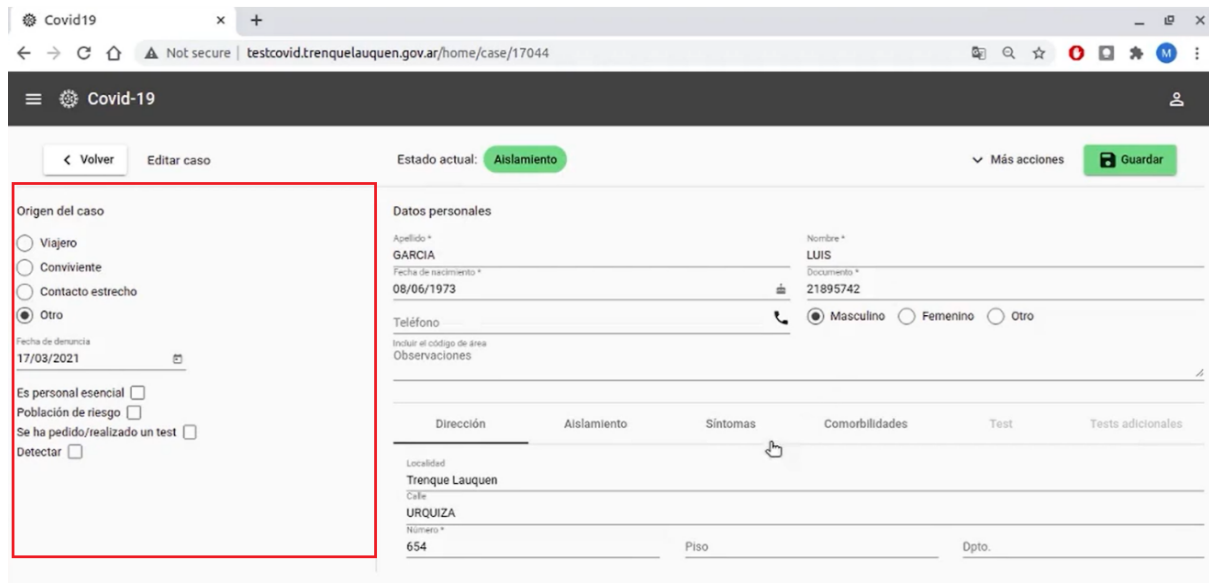 Covid19
Not secure | testcovid.trenquelauquen.gov.ar/home/case/17044
M
Covid-19
Volver
Editar caso
Estado actual: Aislamiento
Más acciones
Guardar
Origen del caso
Viajero
Conviviente
Contacto estrecho
Otro
Fecha de denuncia
17/03/2021
Es personal esencial
Población de riesgo
Se ha pedido/realizado un test
Detectar
Datos personales
Apellido *
GARCIA
Nombre *
LUIS
Fecha de nacimiento *
08/06/1973
Documento *
21895742
Teléfono
Masculino Femenino Otro
Incluir el código de área
Observaciones
Dirección Aislamiento Síntomas Comorbilidades Test Tests adicionales
Localidad
Trenque Lauquen
Calle
URQUIZA
Número *
654
Piso
Dpto.